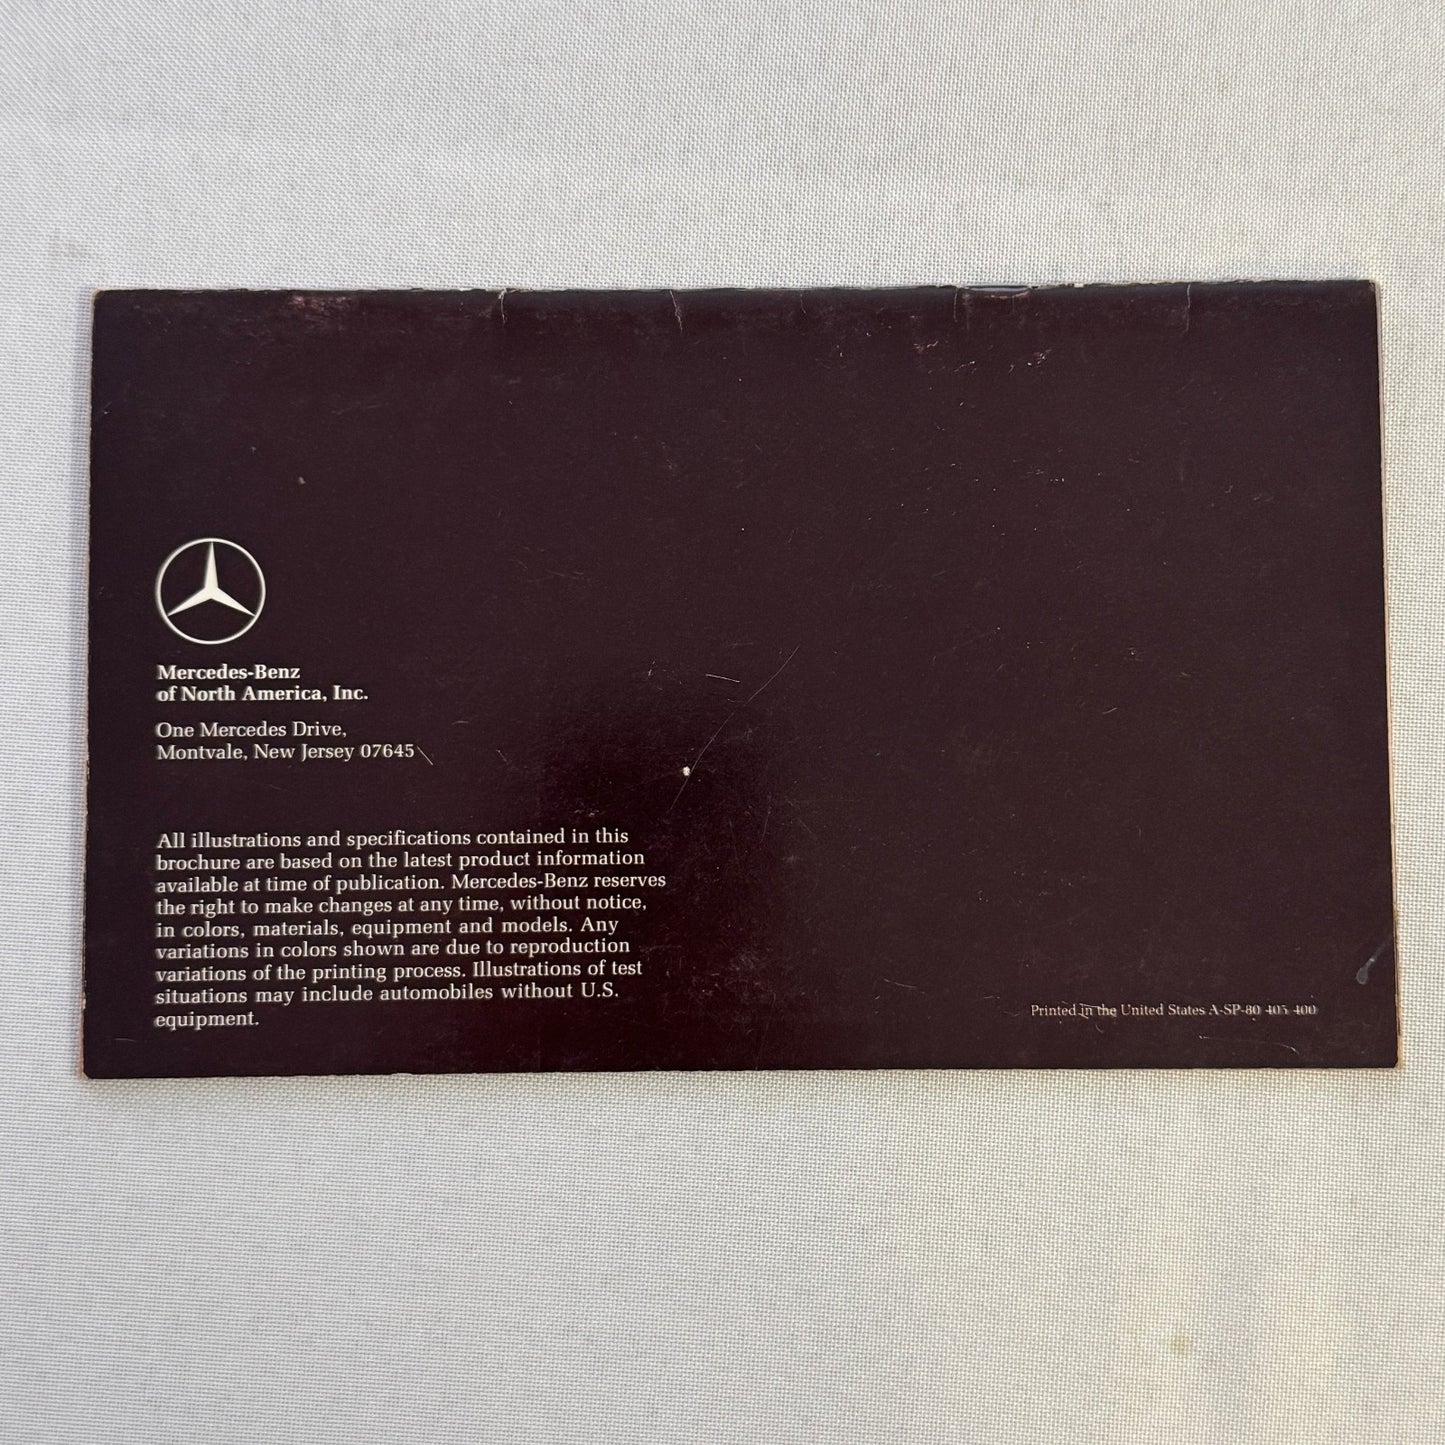 Mercedes-Benz
of North America, Inc.
One Mercedes Drive,
Montvale, New Jersey 07645
All illustrations and specifications contained in this
brochure are based on the latest product information
available at time of publication. Mercedes-Benz reserves
the right to make changes at any time, without notice,
in colors, materials, equipment and models. Any
variations in colors shown are due to reproduction
variations of the printing process. Illustrations of test
situations may include automobiles without U.S.
equipment.
Printed in the United States A-SP-80 405 400